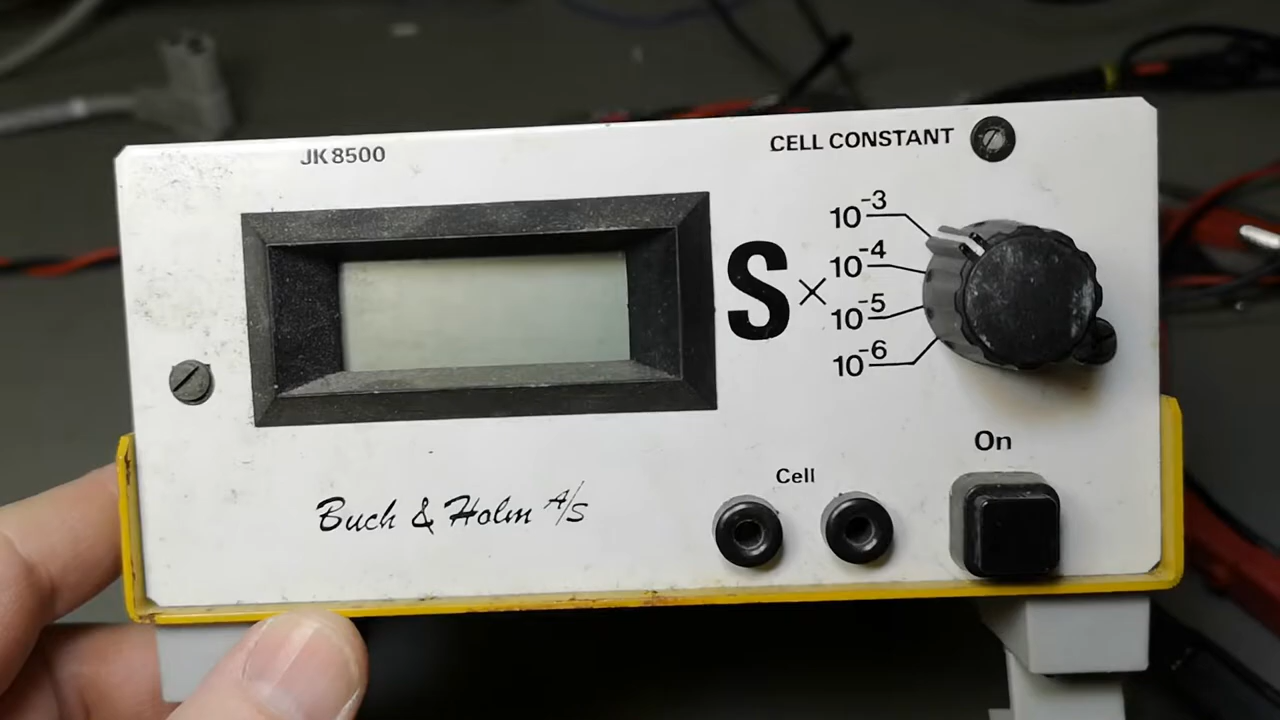 JK 8500
CELL CONSTANT
S × 10⁻³
10⁻⁴
10⁻⁵
10⁻⁶
On
Cell
Buch & Holm A/S